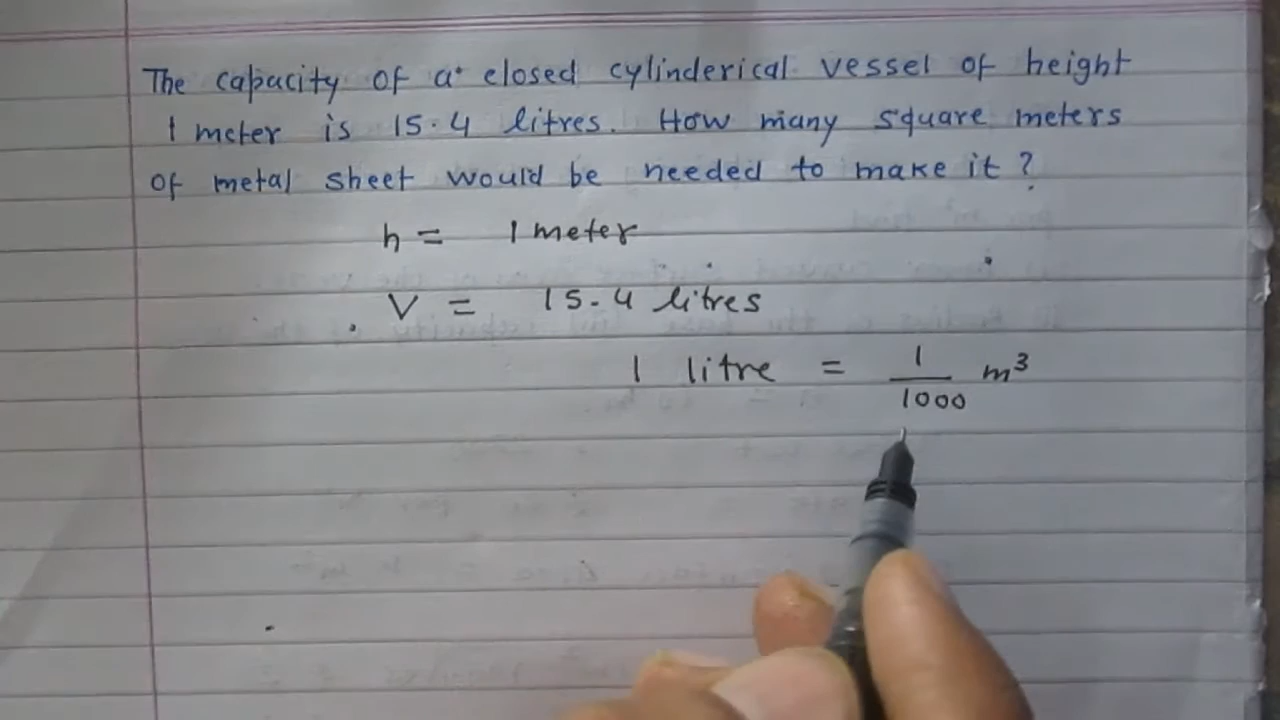 The capacity of a closed cylinderical vessel of height
1 meter is 15.4 litres. How many square meters
of metal sheet would be needed to make it?
h = 1 meter
V = 15.4 litres
1 litre = 1/1000 m³